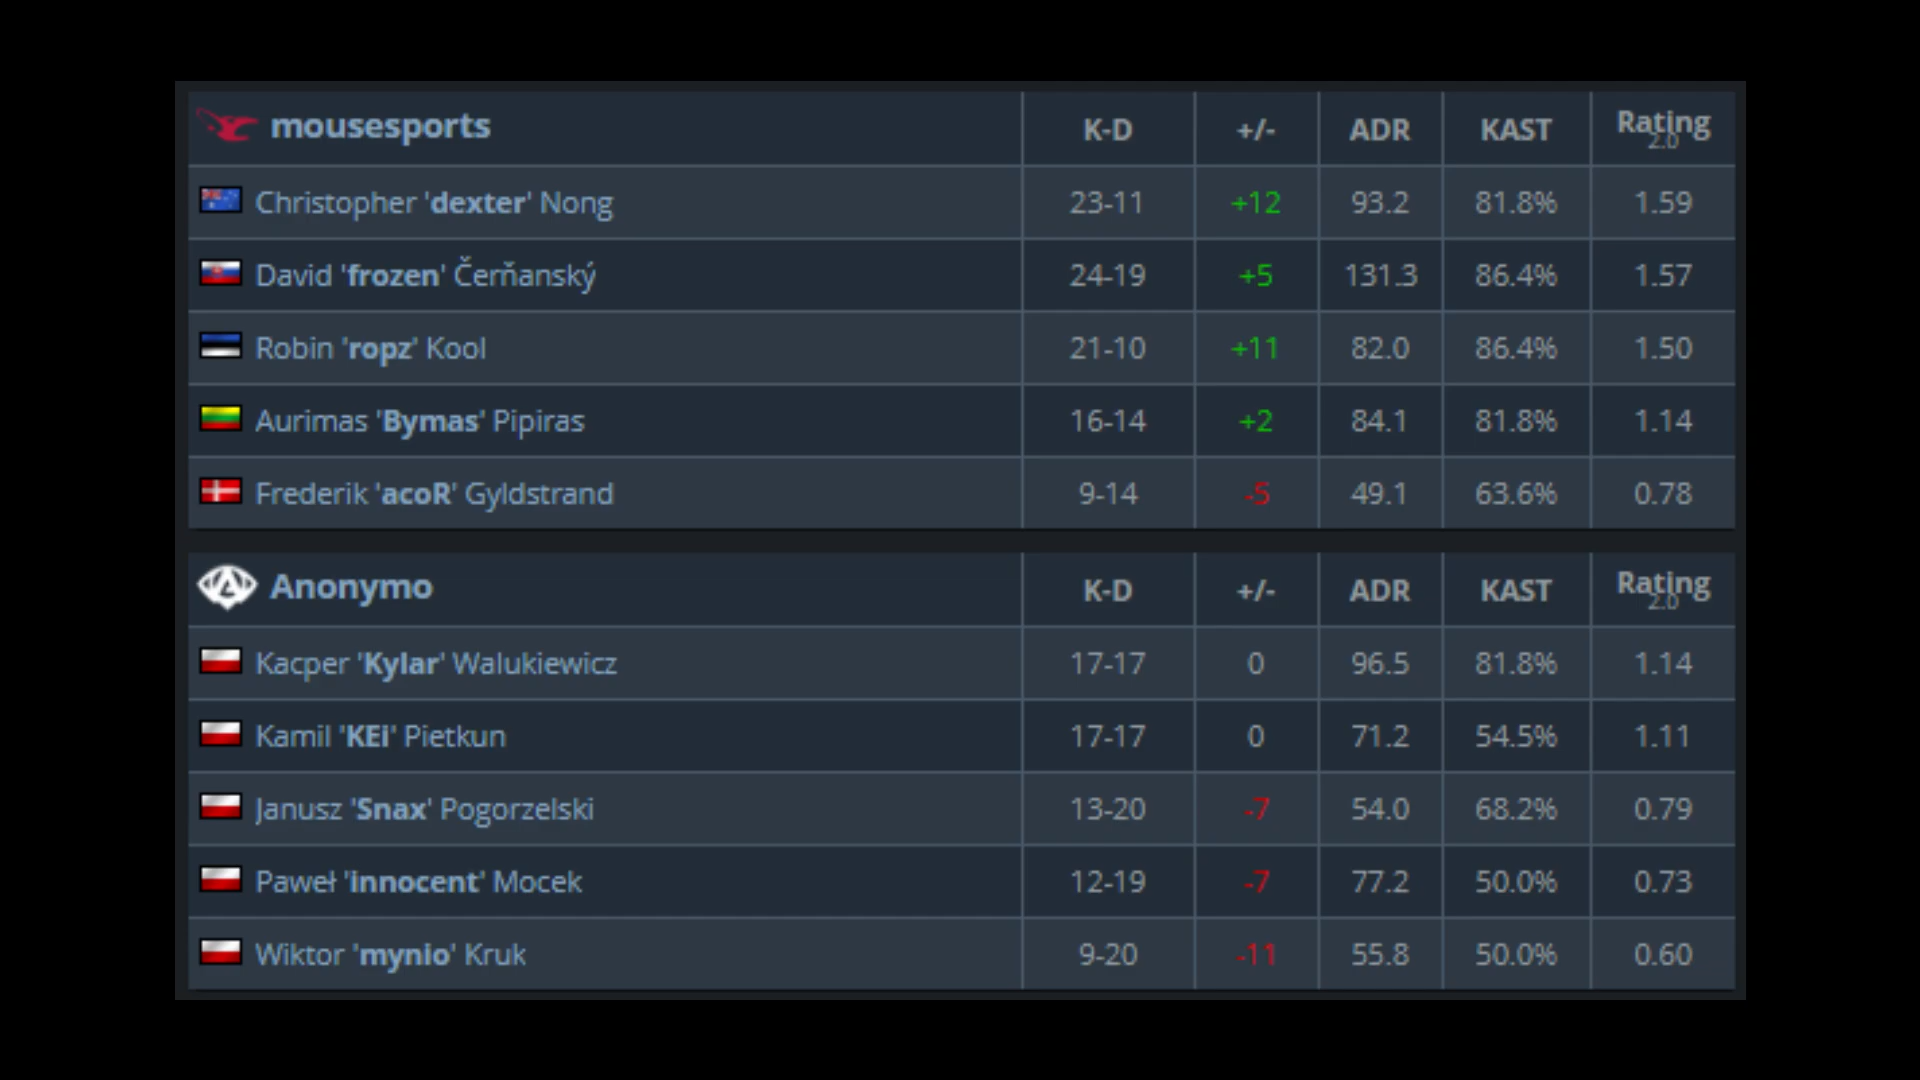 mousesports K-D +/- ADR KAST Rating 2.0
Christopher 'dexter' Nong 23-11 +12 93.2 81.8% 1.59
David 'frozen' Čerňanský 24-19 +5 131.3 86.4% 1.57
Robin 'ropz' Kool 21-10 +11 82.0 86.4% 1.50
Aurimas 'Bymas' Pipiras 16-14 +2 84.1 81.8% 1.14
Frederik 'acoR' Gyldstrand 9-14 -5 49.1 63.6% 0.78
Anonymo K-D +/- ADR KAST Rating 2.0
Kacper 'Kylar' Walukiewicz 17-17 0 96.5 81.8% 1.14
Kamil 'KEi' Pietkun 17-17 0 71.2 54.5% 1.11
Janusz 'Snax' Pogorzelski 13-20 -7 54.0 68.2% 0.79
Paweł 'innocent' Mocek 12-19 -7 77.2 50.0% 0.73
Wiktor 'mynio' Kruk 9-20 -11 55.8 50.0% 0.60